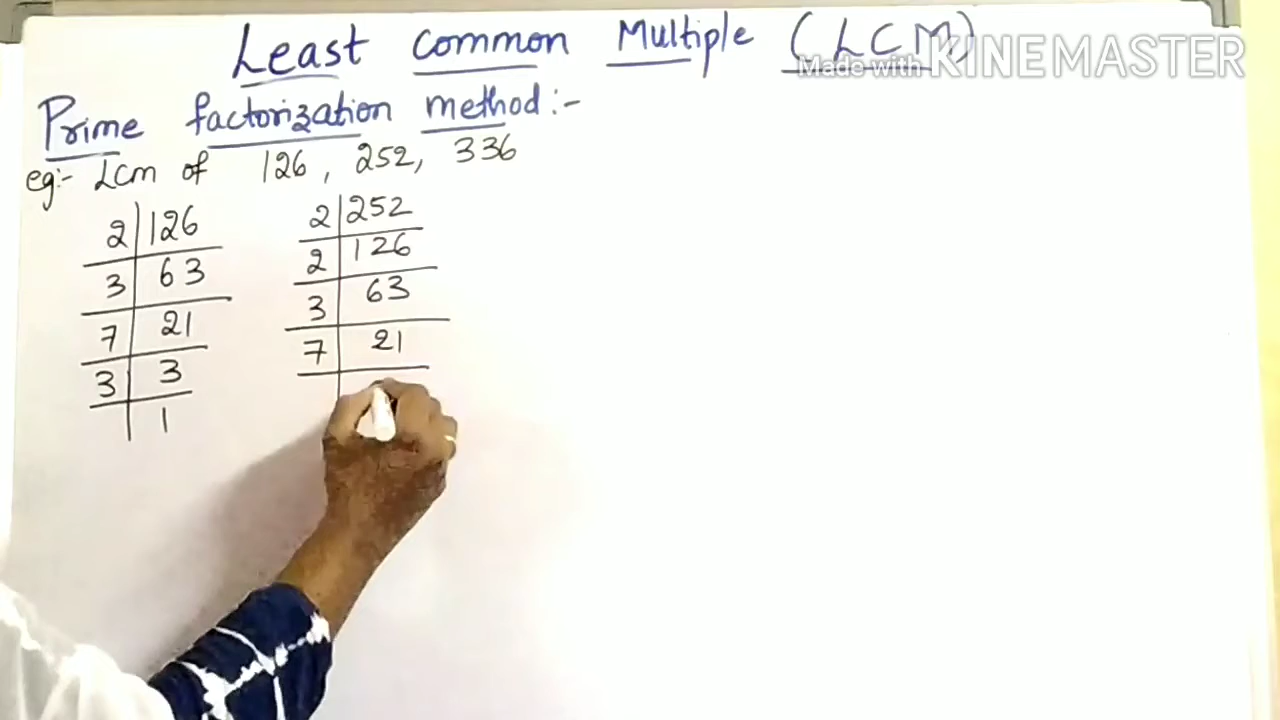 Least common Multiple (LCM)
Made with KINEMASTER
Prime factorization method:-
eg:- Lcm of 126, 252, 336
2 | 126
3 | 63
7 | 21
3 | 3
1
2 | 252
2 | 126
3 | 63
7 | 21